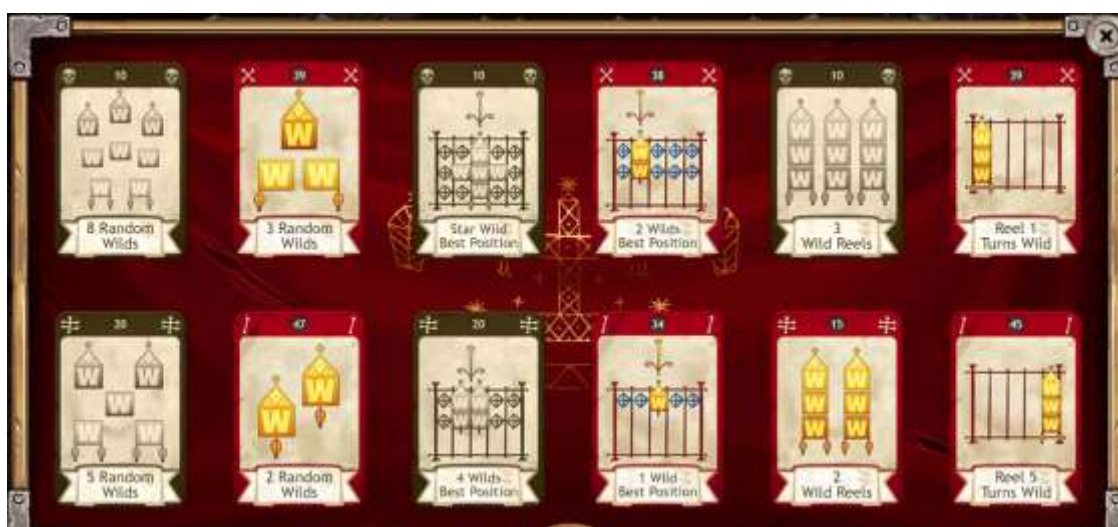 10
W
W W
W W W
W W
8 Random
Wilds
39
W
W W
3 Random
Wilds
10
W
W W W
W
Star Wild
Best Position
38
W
W
2 Wilds
Best Position
10
W W W
W W W
W W W
3
Wild Reels
39
W
W
W
Reel 1
Turns Wild
30
W W
W
W W
5 Random
Wilds
47
W
W
2 Random
Wilds
20
W W
W W
4 Wilds
Best Position
34
W
1 Wild
Best Position
15
W W
W W
W W
2
Wild Reels
45
W
W
W
Reel 5
Turns Wild